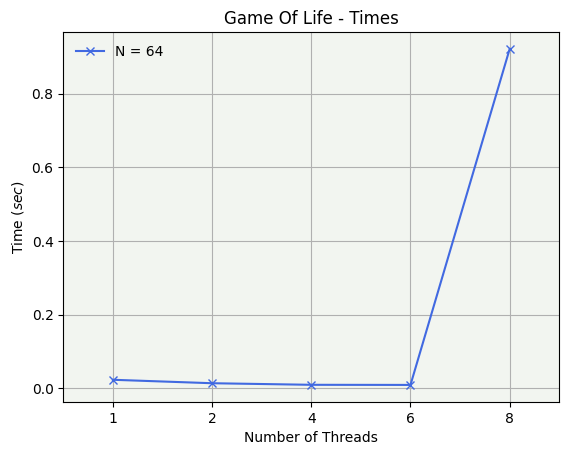 Game Of Life - Times
N = 64
Time (sec)
0.8
0.6
0.4
0.2
0.0
1 2 4 6 8
Number of Threads